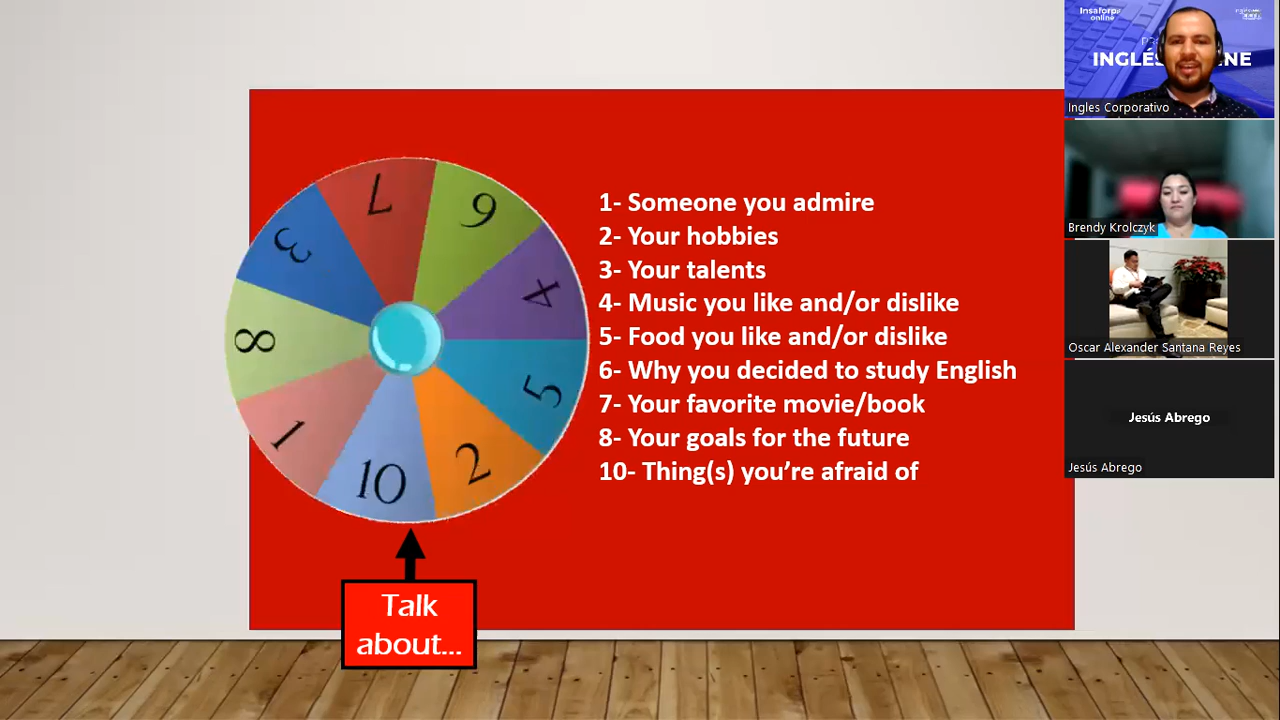 7
6
3
4
8
5
1
2
10
1- Someone you admire
2- Your hobbies
3- Your talents
4- Music you like and/or dislike
5- Food you like and/or dislike
6- Why you decided to study English
7- Your favorite movie/book
8- Your goals for the future
10- Thing(s) you’re afraid of
Talk
about...
Insaforp
online
Ingles Corporativo
Brendy Krolczyk
Oscar Alexander Santana Reyes
Jesús Abrego
Jesús Abrego